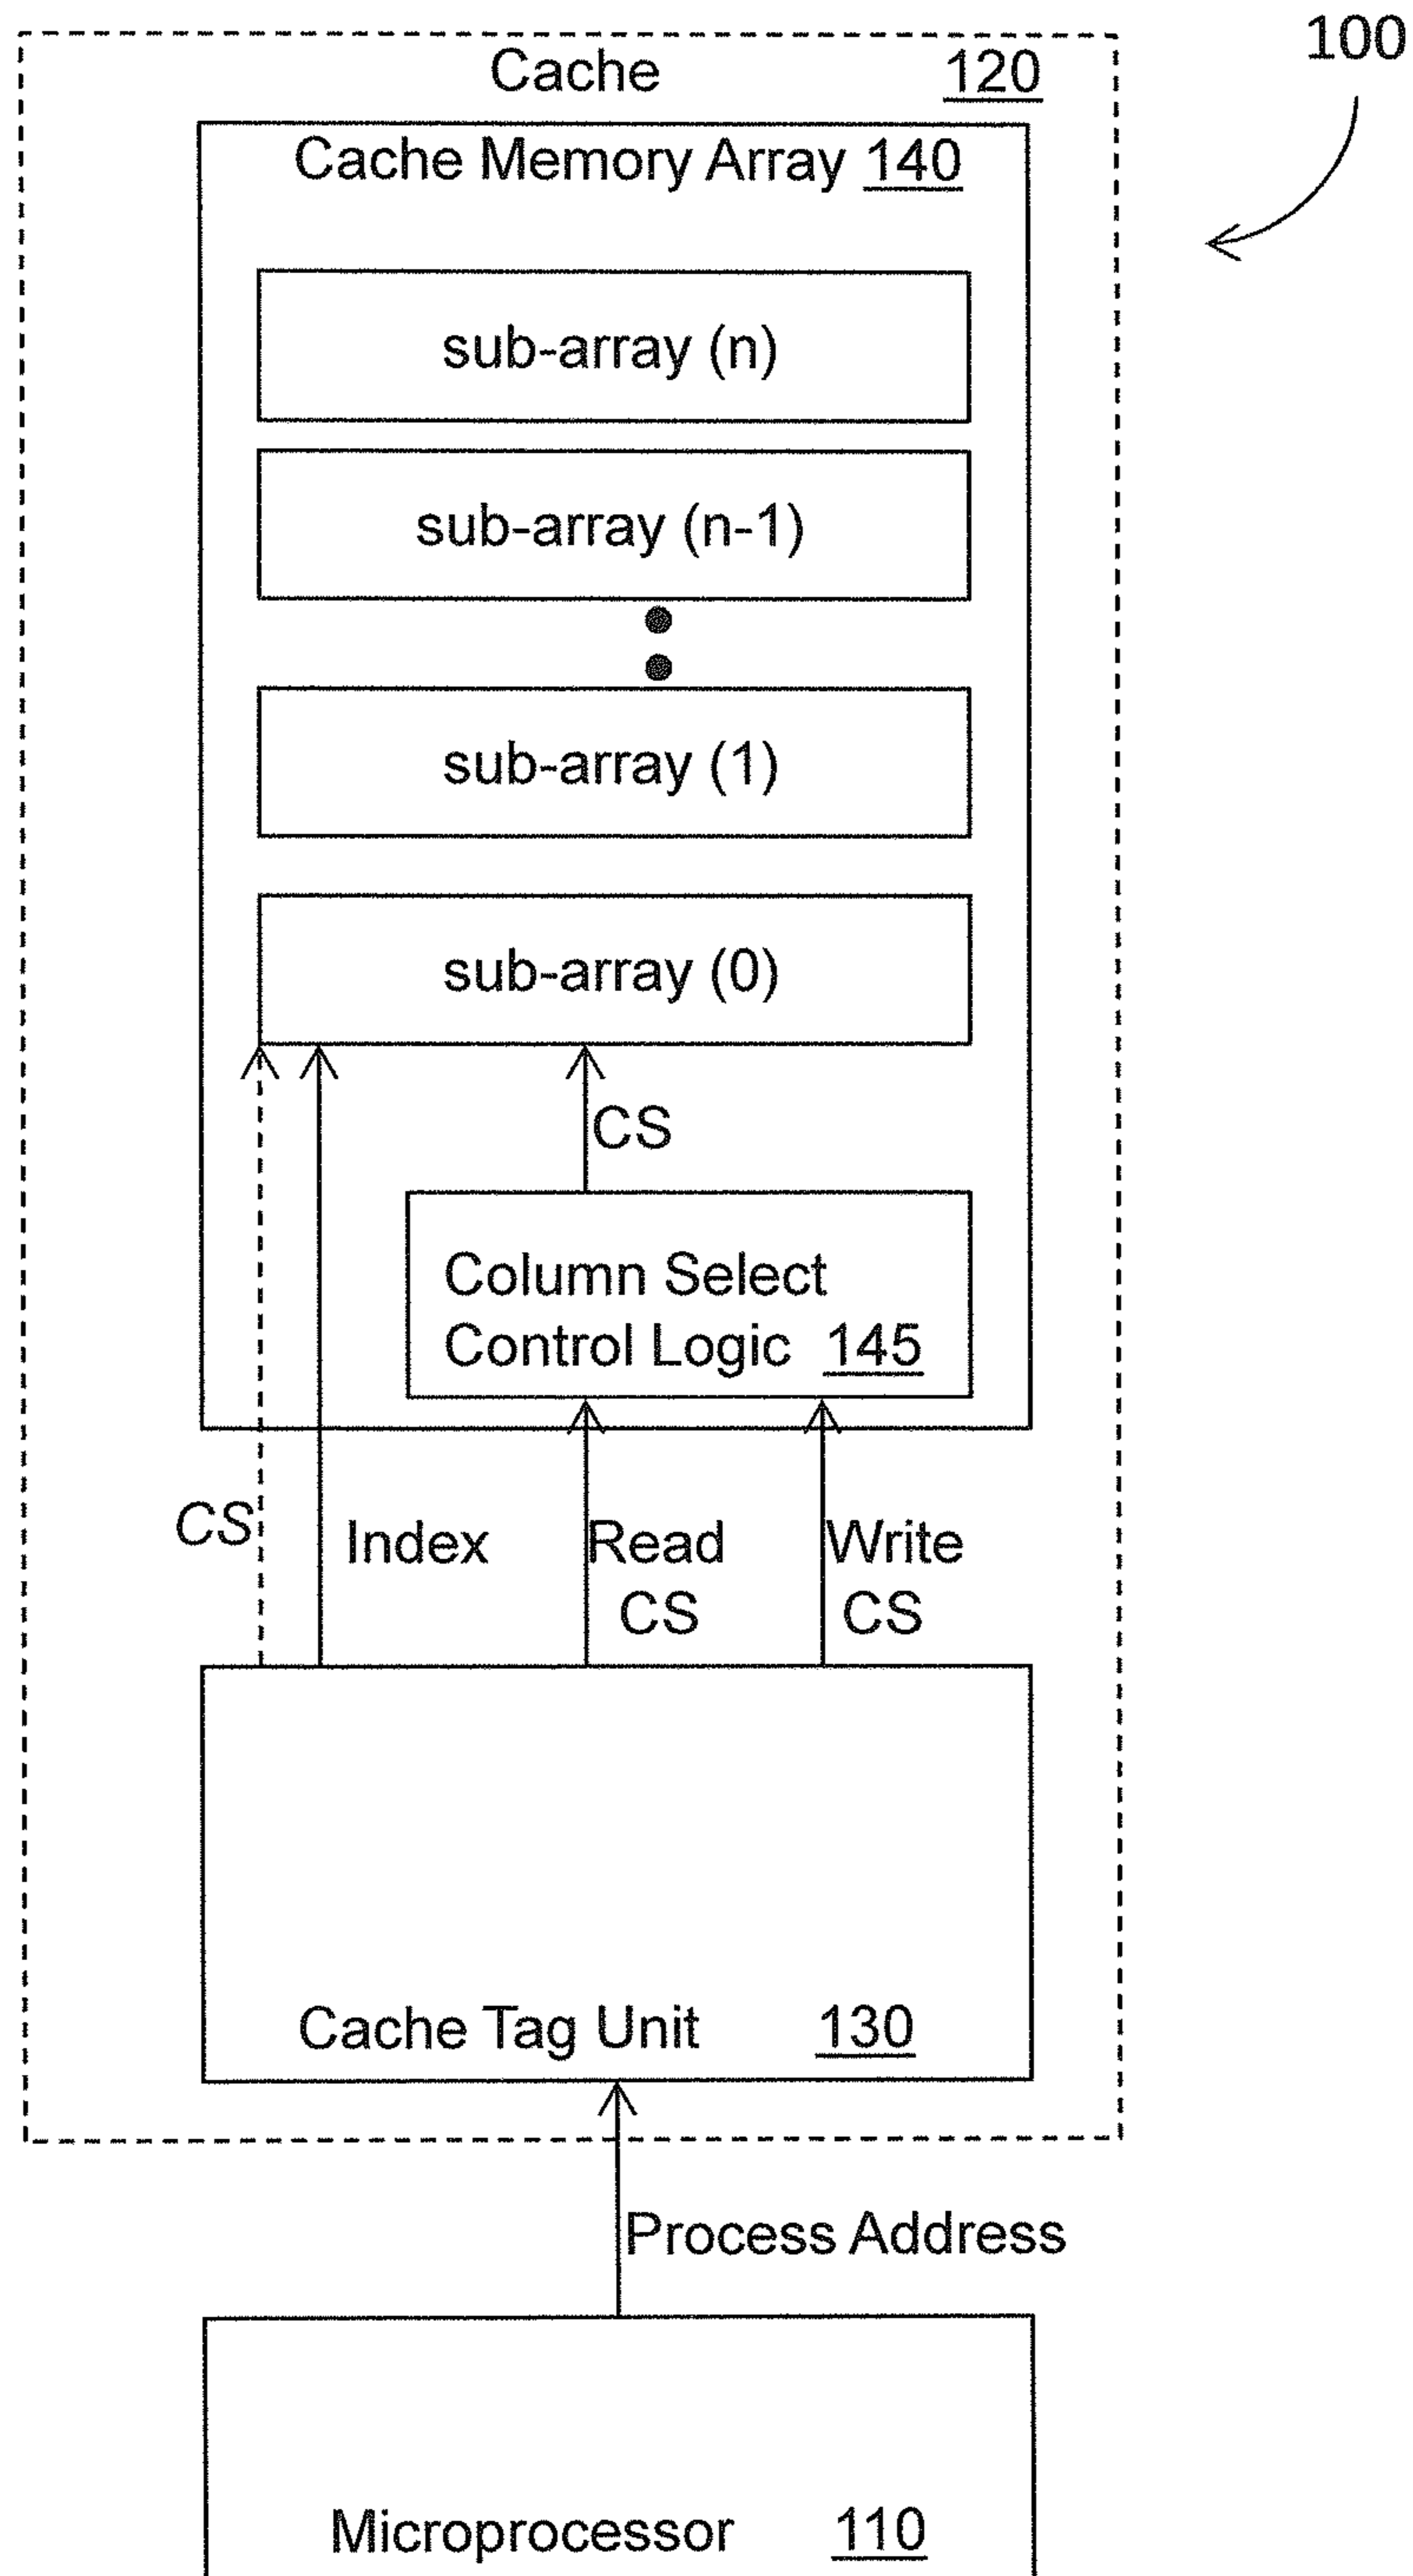 100
Cache 120
Cache Memory Array 140
sub-array (n)
sub-array (n-1)
sub-array (1)
sub-array (0)
CS
Column Select
Control Logic 145
CS
Index
Read
CS
Write
CS
Cache Tag Unit 130
Process Address
Microprocessor 110